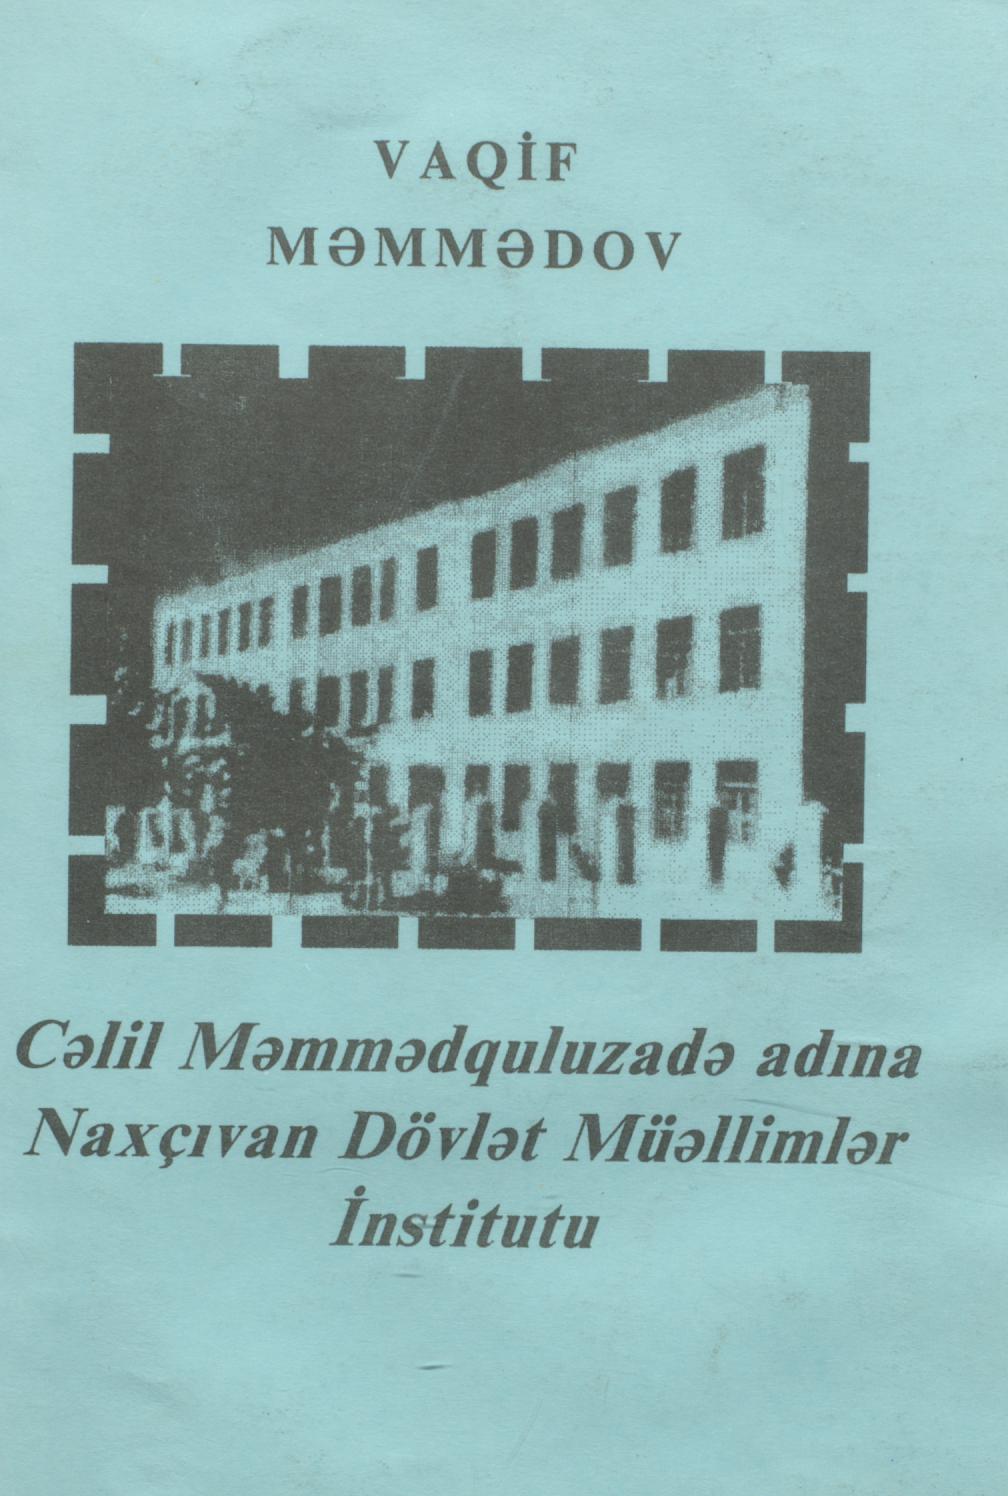 VAQİF
MƏMMƏDOV
Cəlil Məmmədquluzadə adına
Naxçıvan Dövlət Müəllimlər
İnstitutu